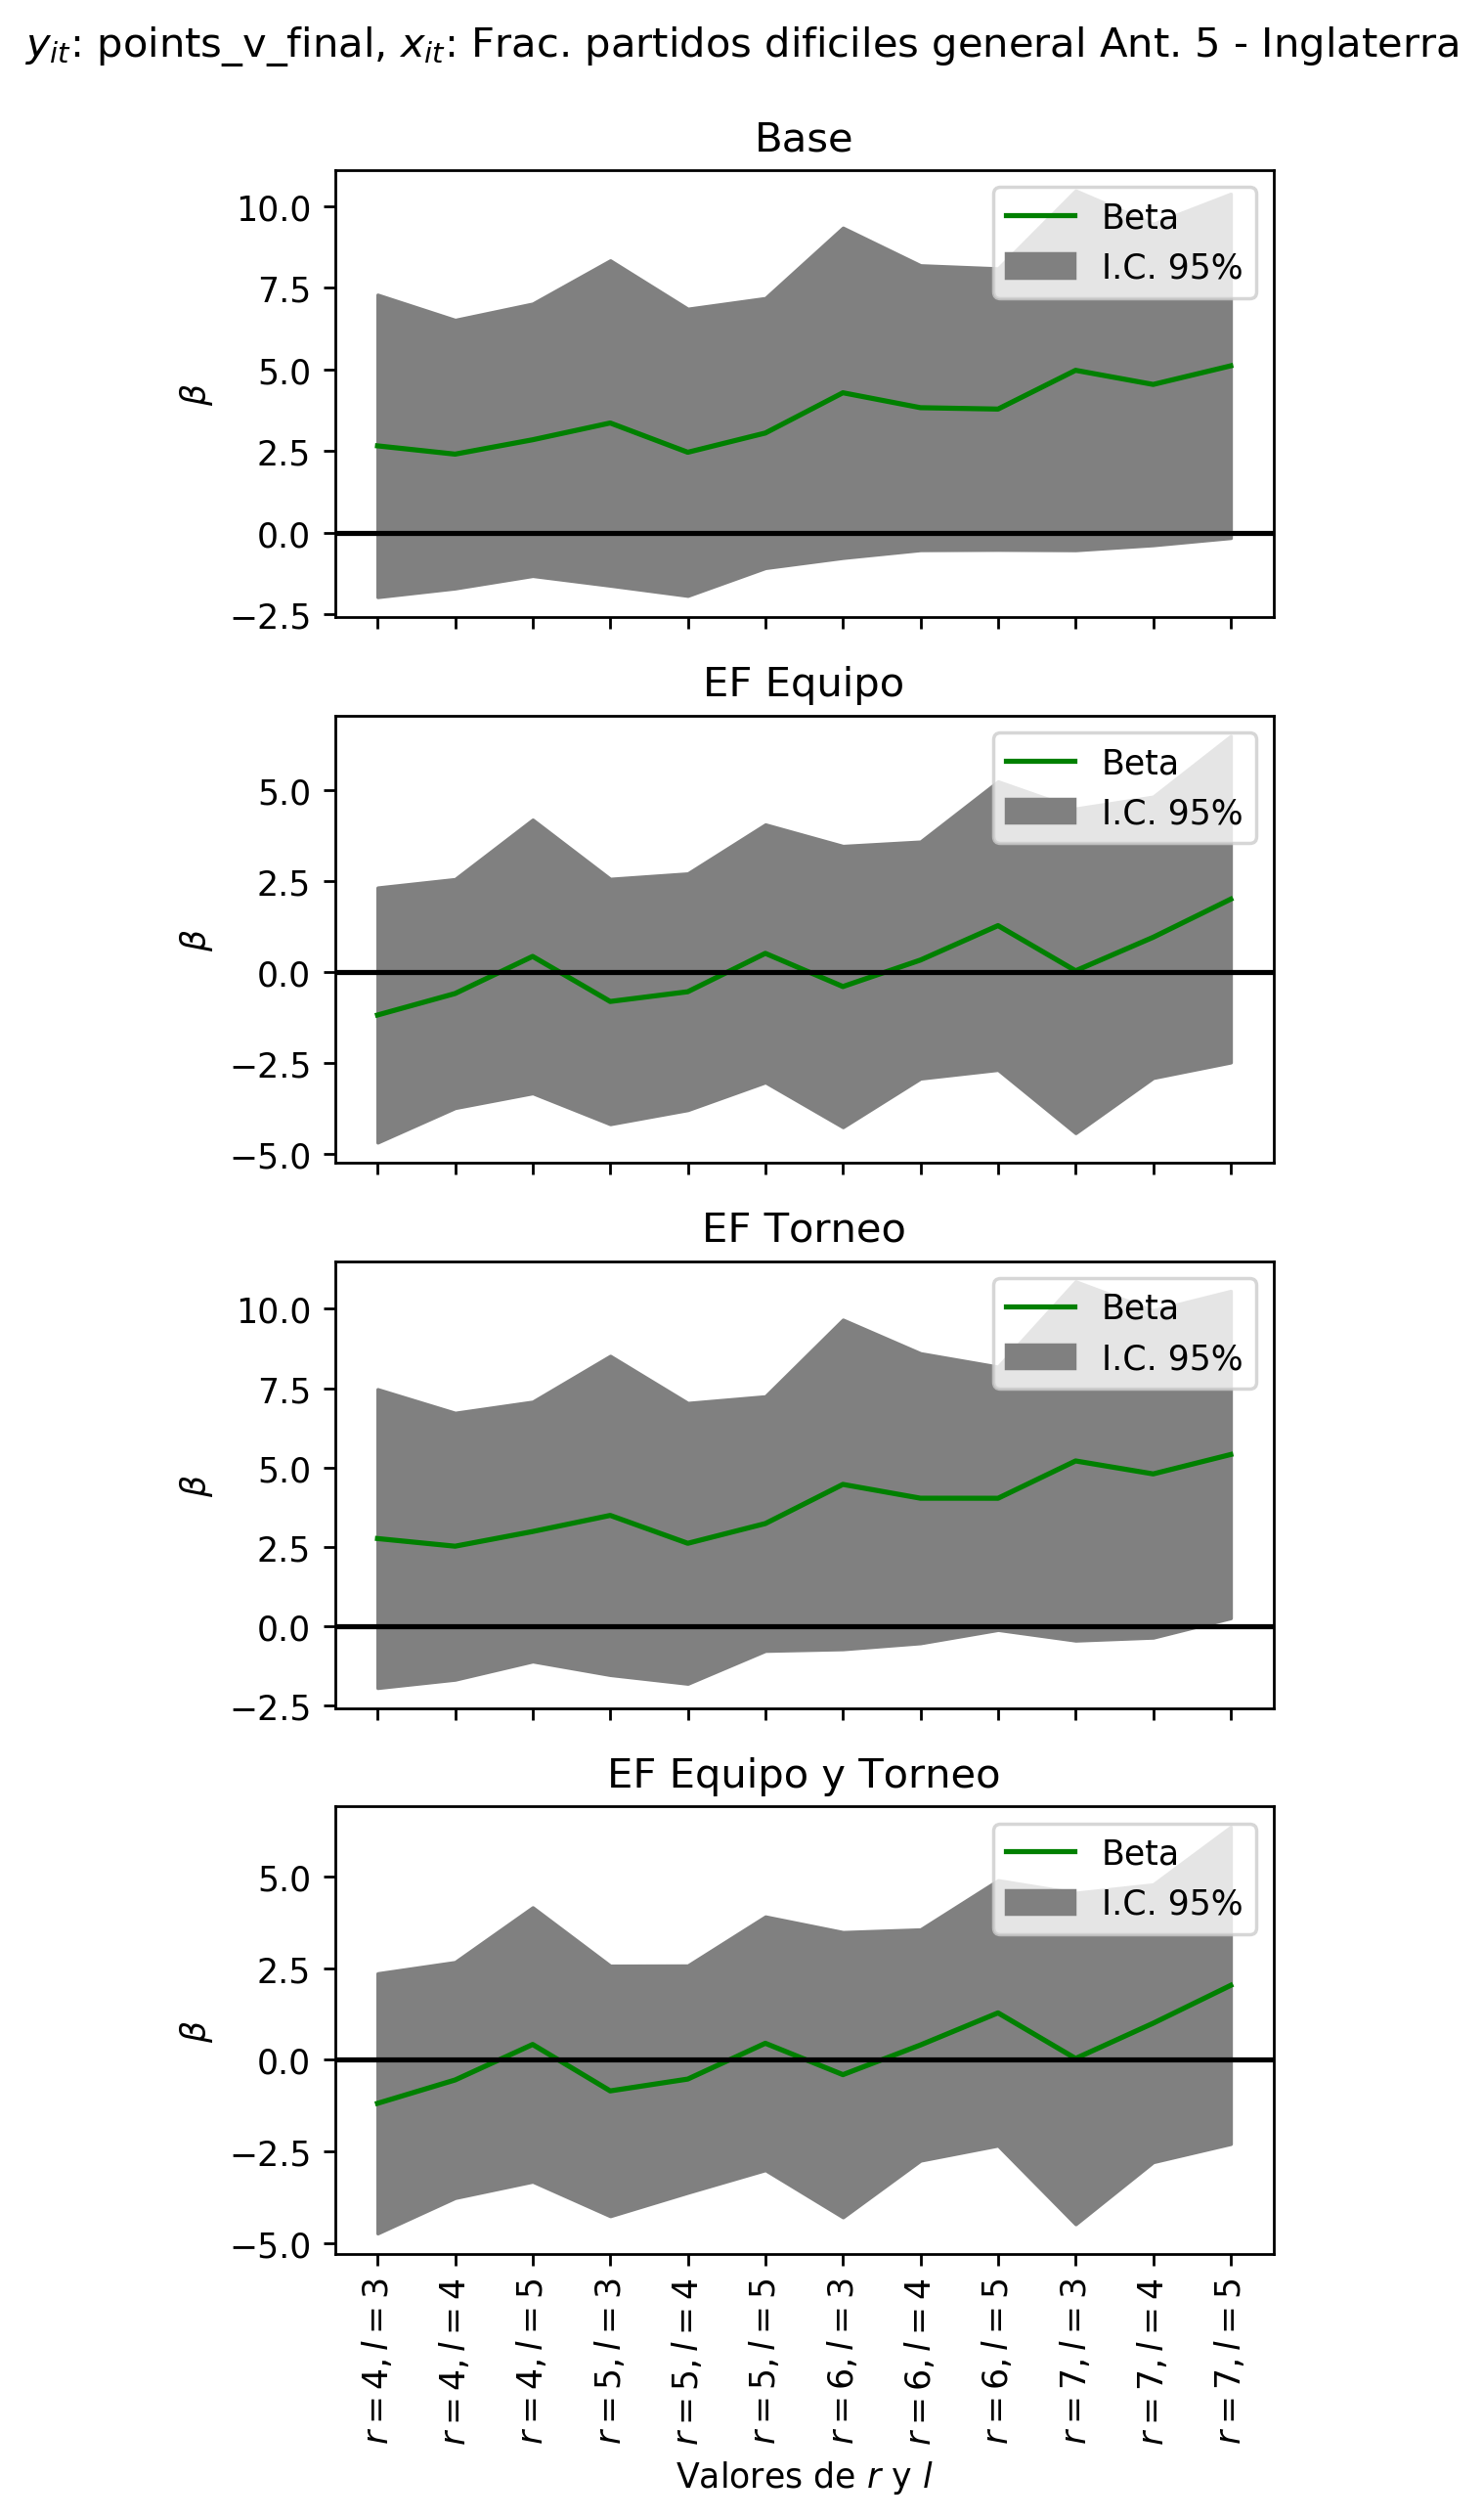 y_it: points_v_final, x_it: Frac. partidos dificiles general Ant. 5 - Inglaterra
Base
Beta
I.C. 95%
10.0
7.5
5.0
2.5
0.0
−2.5
β
EF Equipo
Beta
I.C. 95%
5.0
2.5
0.0
−2.5
−5.0
β
EF Torneo
Beta
I.C. 95%
10.0
7.5
5.0
2.5
0.0
−2.5
β
EF Equipo y Torneo
Beta
I.C. 95%
5.0
2.5
0.0
−2.5
−5.0
β
r = 4, l = 3
r = 4, l = 4
r = 4, l = 5
r = 5, l = 3
r = 5, l = 4
r = 5, l = 5
r = 6, l = 3
r = 6, l = 4
r = 6, l = 5
r = 7, l = 3
r = 7, l = 4
r = 7, l = 5
Valores de r y l